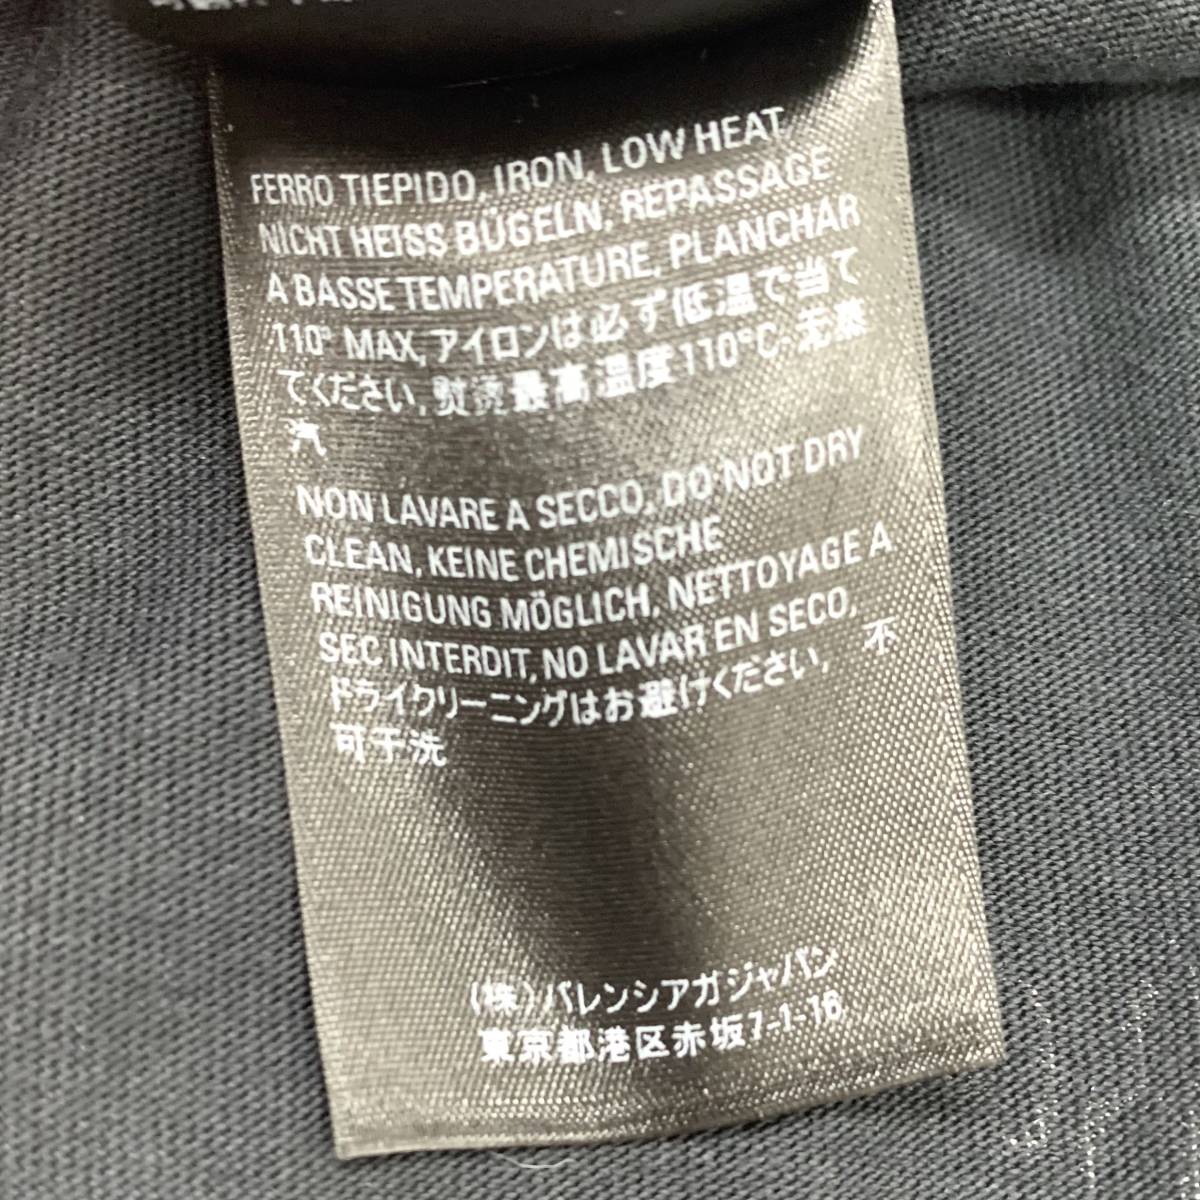 FERRO TIEPIDO, IRON, LOW HEAT,
NICHT HEISS BÜGELN, REPASSAGE
A BASSE TEMPERATURE, PLANCHAR
110° MAX, アイロンは必ず低温で当て
てください, 熨烫最高温度110°C-无蒸
汽
NON LAVARE A SECCO, DO NOT DRY
CLEAN, KEINE CHEMISCHE
REINIGUNG MÖGLICH, NETTOYAGE A
SEC INTERDIT, NO LAVAR EN SECO,
ドライクリーニングはお避けください, 不
可干洗
(株)バレンシアガジャパン
東京都港区赤坂7-1-16